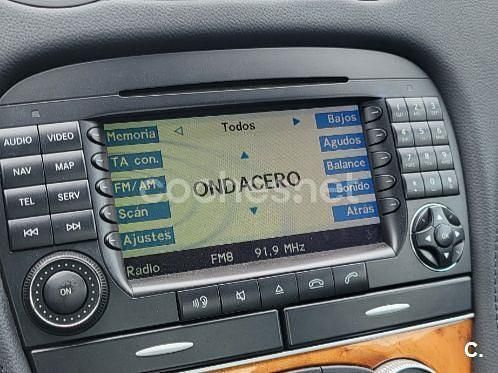 AUDIO VIDEO
NAV MAP
TEL SERV
ON
Memoria
TA con.
FM/AM
Scán
Ajustes
Todos
ONDACERO
Bajos
Agudos
Balance
Sonido
Atrás
Radio FM8 91.9 MHz
1 2 3
4 5 6
7 8 9
0
coches.net
C.